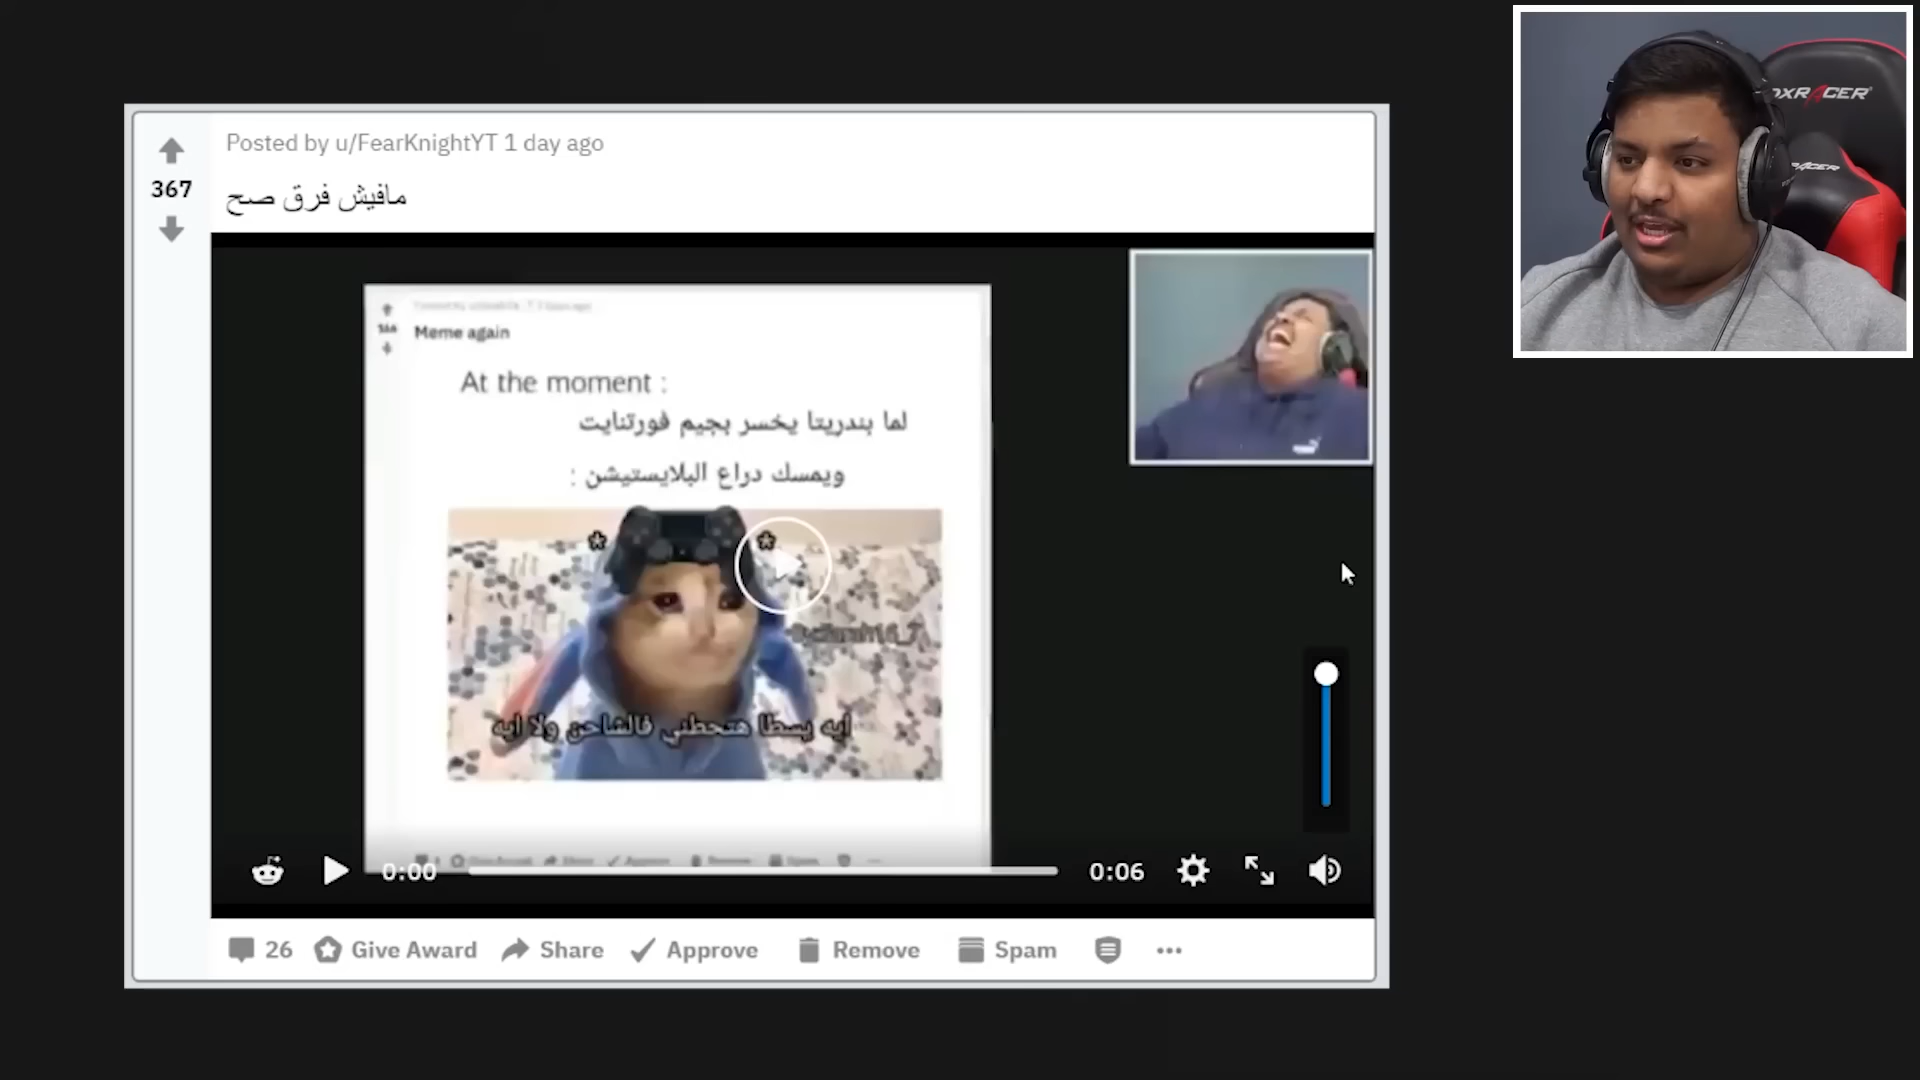 Posted by u/FearKnightYT 1 day ago
367
مافيش فرق صح
Meme again
At the moment :
لما بندريتا يخسر بجيم فورتنايت
ويمسك دراع البلايستيشن :
* *
ايه يسطا هتحطني فالشاحن ولا ايه
0:00
0:06
26 Give Award Share Approve Remove Spam
DXRACER